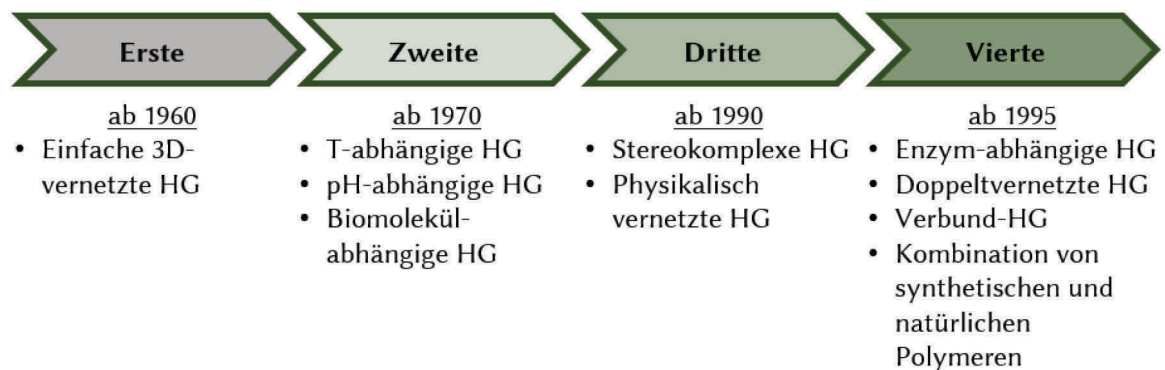 Erste
ab 1960
• Einfache 3D-
vernetzte HG
Zweite
ab 1970
• T-abhängige HG
• pH-abhängige HG
• Biomolekül-
abhängige HG
Dritte
ab 1990
• Stereokomplexe HG
• Physikalisch
vernetzte HG
Vierte
ab 1995
• Enzym-abhängige HG
• Doppeltvernetzte HG
• Verbund-HG
• Kombination von
synthetischen und
natürlichen
Polymeren